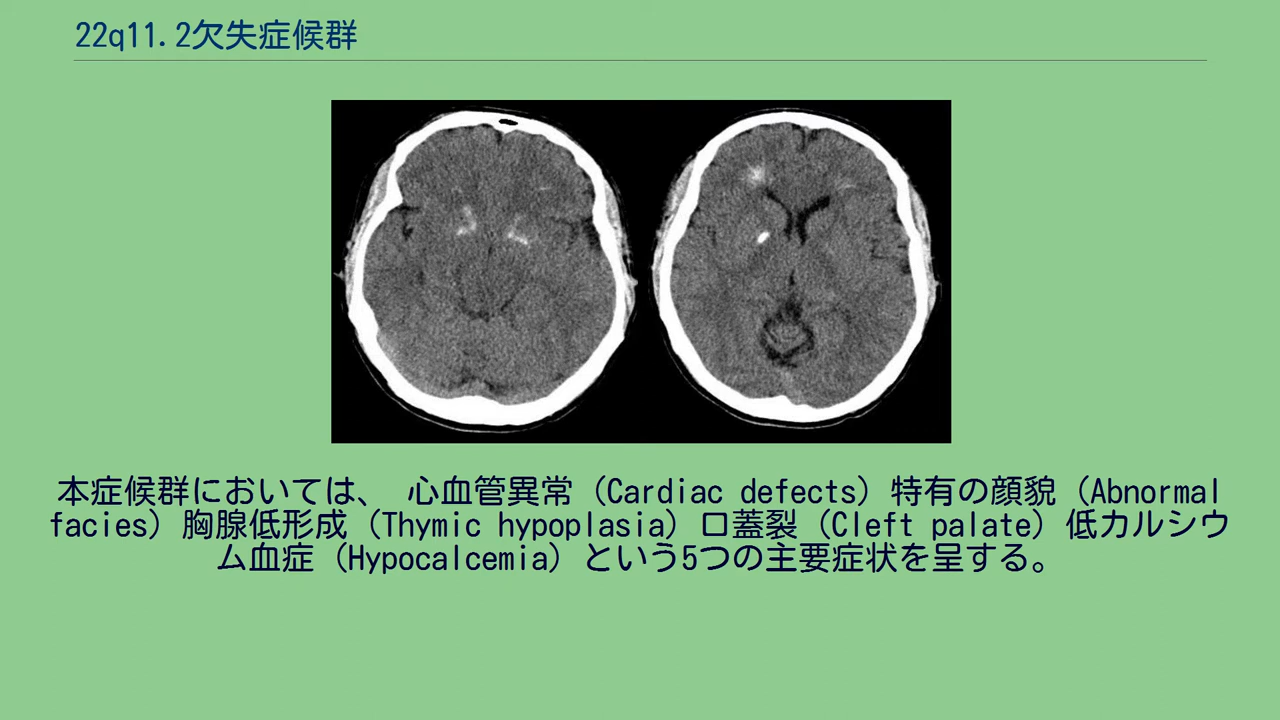 22q11.2欠失症候群
本症候群においては、 心血管異常（Cardiac defects）特有の顔貌（Abnormal
facies）胸腺低形成（Thymic hypoplasia）口蓋裂（Cleft palate）低カルシウ
ム血症（Hypocalcemia）という5つの主要症状を呈する。